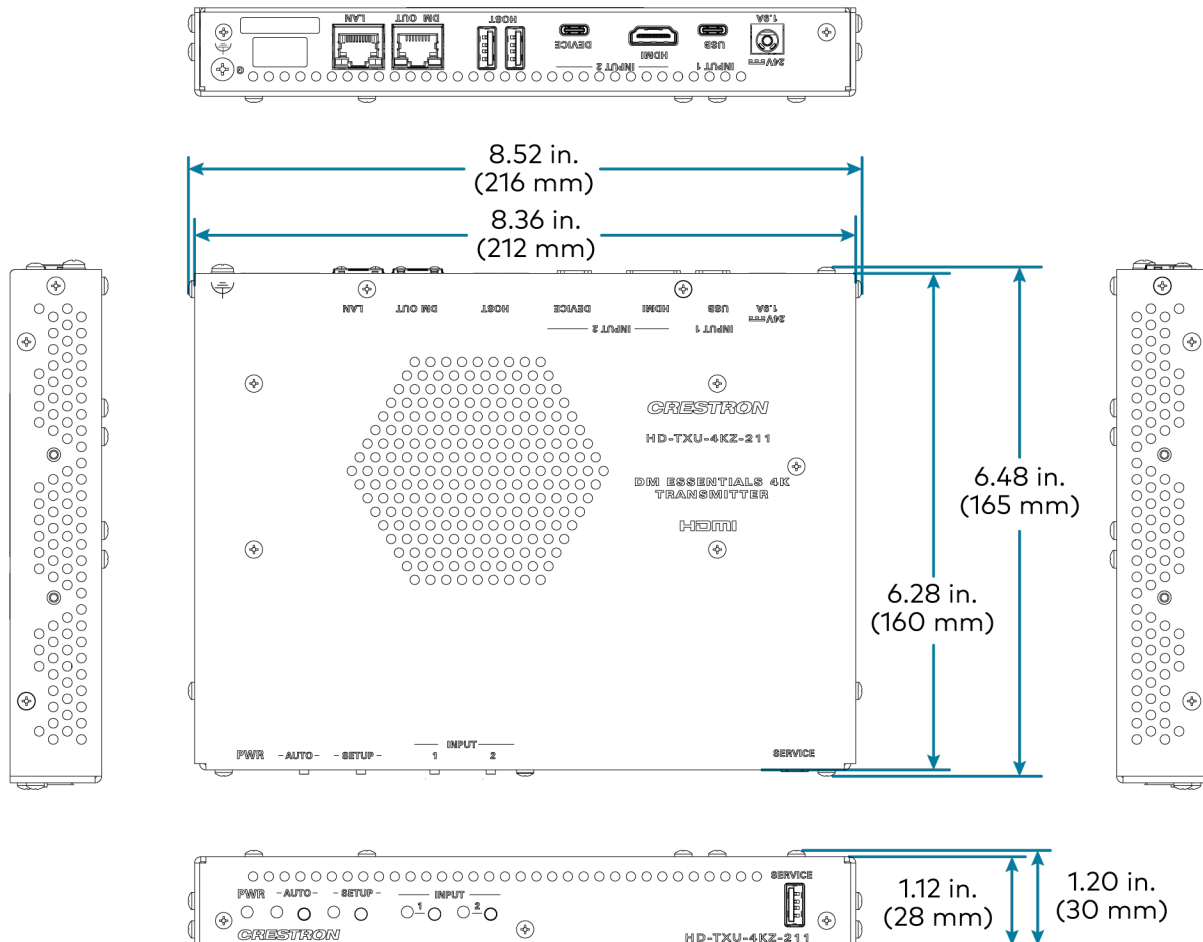 LAN DM OUT HOST DEVICE HDMI USB 24V 1.9A
INPUT 2 INPUT 1
G
8.52 in.
(216 mm)
8.36 in.
(212 mm)
LAN DM OUT HOST DEVICE HDMI USB 24V 1.9A
INPUT 2 INPUT 1
CRESTRON
HD-TXU-4KZ-211
DM ESSENTIALS 4K
TRANSMITTER
HDMI
6.48 in.
(165 mm)
6.28 in.
(160 mm)
PWR - AUTO - - SETUP - INPUT SERVICE
1 2
SERVICE
PWR - AUTO - - SETUP - INPUT
1 2
CRESTRON
HD-TXU-4KZ-211
1.12 in.
(28 mm)
1.20 in.
(30 mm)